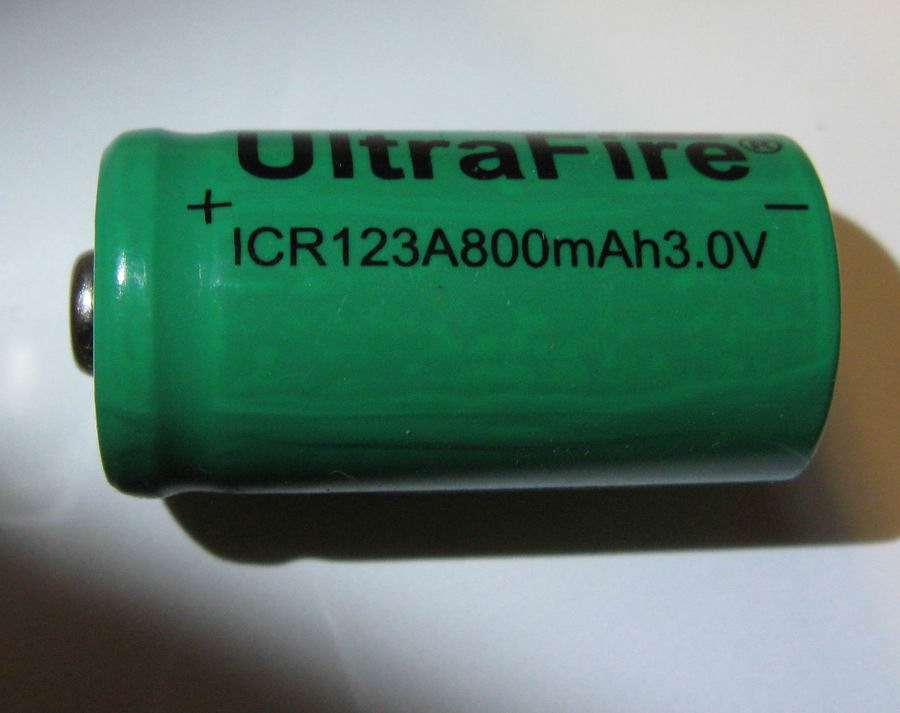 UltraFire®
+ −
ICR123A800mAh3.0V